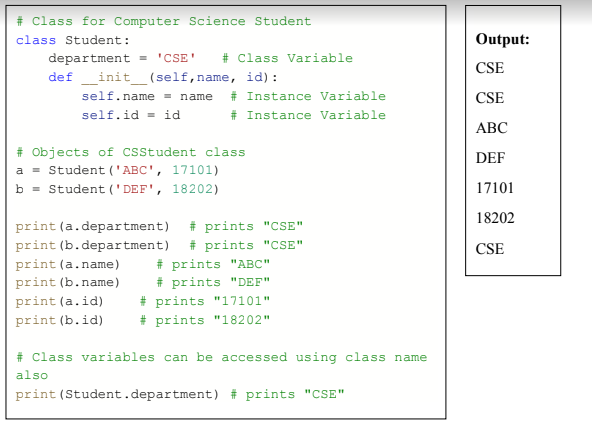 # Class for Computer Science Student
class Student:
    department = 'CSE'   # Class Variable
    def __init__(self,name, id):
        self.name = name  # Instance Variable
        self.id = id      # Instance Variable

# Objects of CSStudent class
a = Student('ABC', 17101)
b = Student('DEF', 18202)

print(a.department)  # prints "CSE"
print(b.department)  # prints "CSE"
print(a.name)    # prints "ABC"
print(b.name)    # prints "DEF"
print(a.id)    # prints "17101"
print(b.id)    # prints "18202"

# Class variables can be accessed using class name
also
print(Student.department) # prints "CSE"

Output:
CSE
CSE
ABC
DEF
17101
18202
CSE